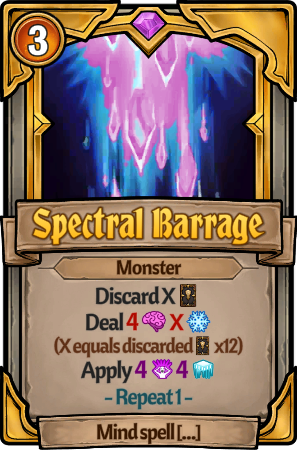 3
Spectral Barrage
Monster
Discard X
Deal 4 X
(X equals discarded x12)
Apply 4 4
- Repeat 1 -
Mind spell [...]